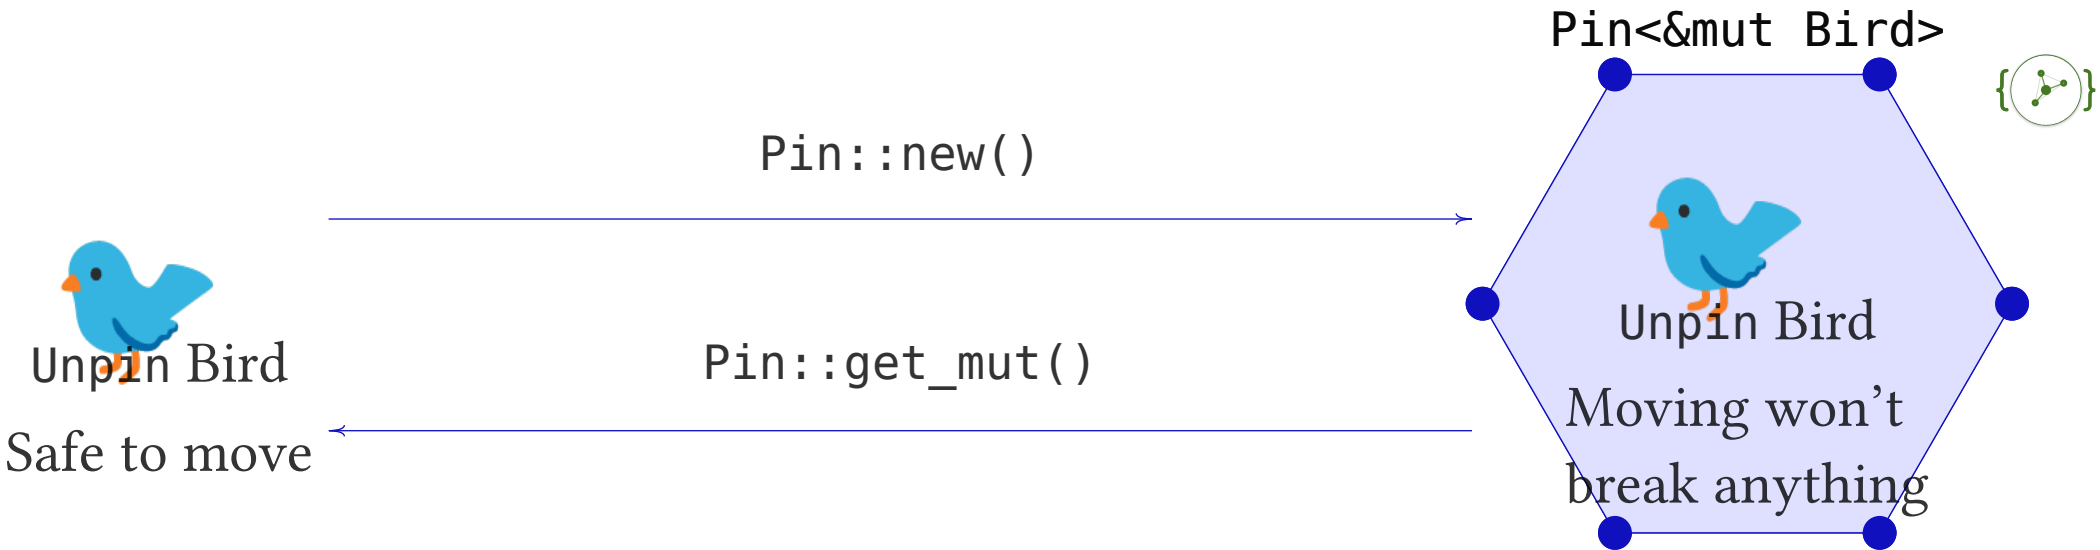 Pin<&mut Bird>
Pin::new()
Unpin Bird
Safe to move
Pin::get_mut()
Unpin Bird
Moving won’t
break anything